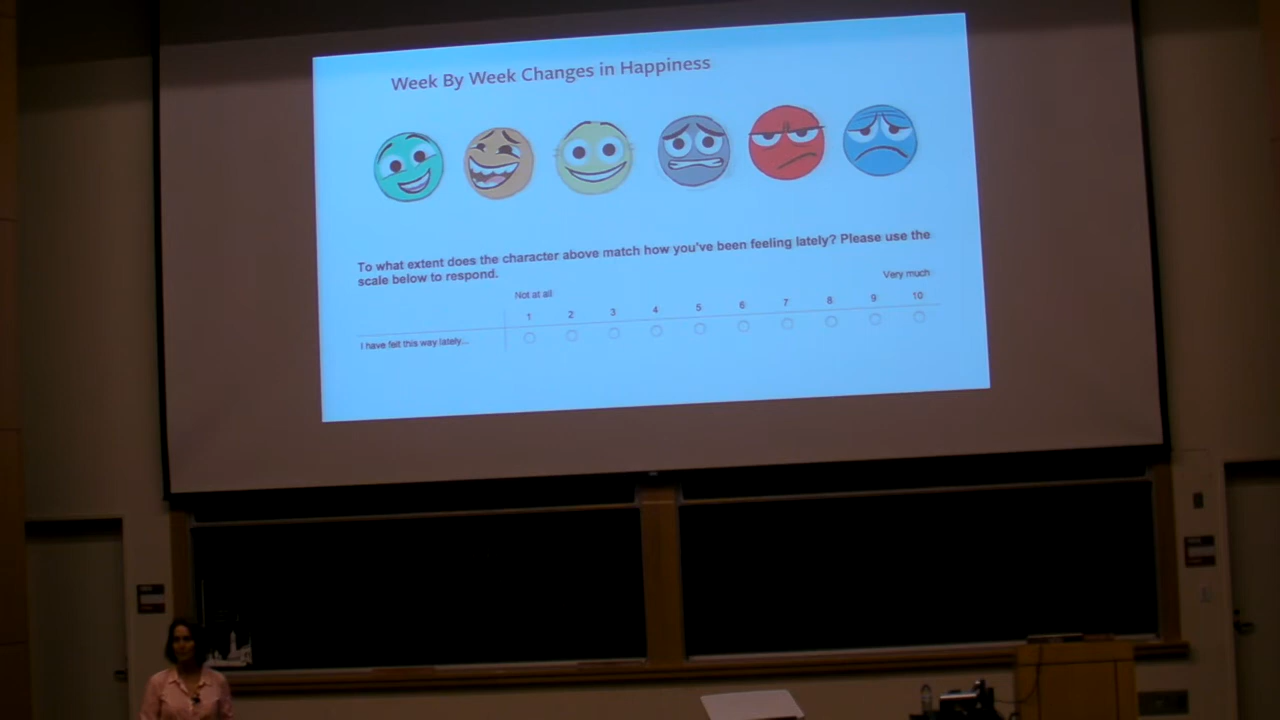 Week By Week Changes in Happiness
To what extent does the character above match how you've been feeling lately? Please use the
scale below to respond.
Not at all
Very much
1 2 3 4 5 6 7 8 9 10
I have felt this way lately...